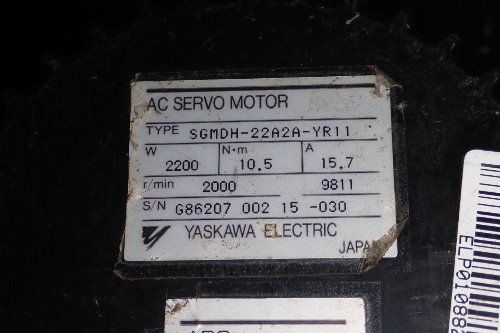 AC SERVO MOTOR
TYPE SGMDH-22A2A-YR11
W N·m A
2200 10.5 15.7
r/min 2000 9811
S/N G86207 002 15 -030
YASKAWA ELECTRIC
JAPAN